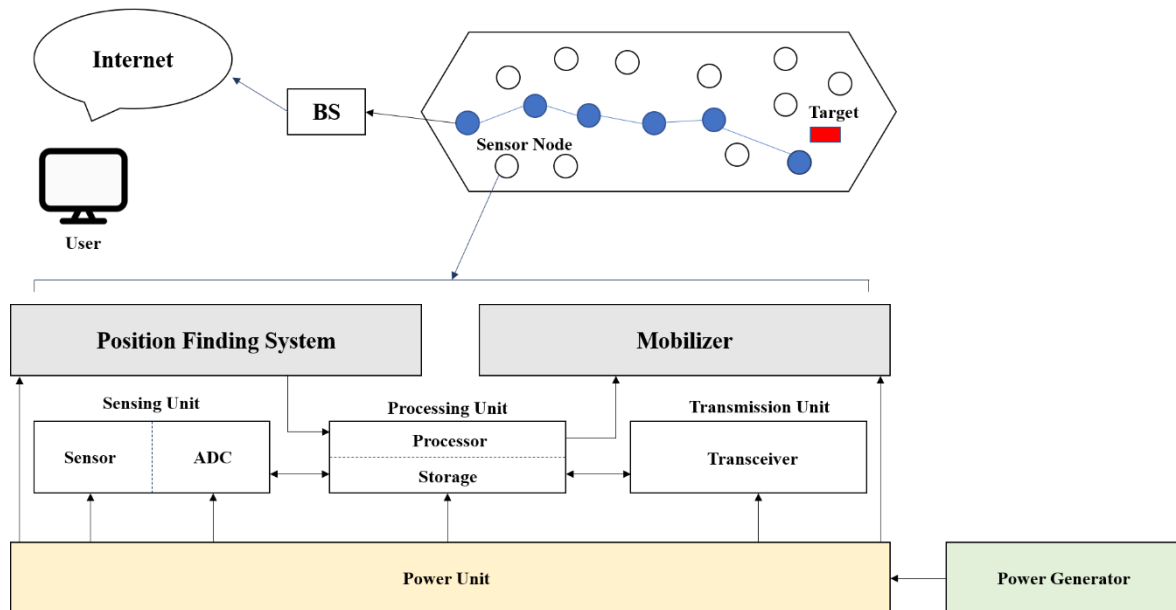 Internet
BS
Target
Sensor Node
User
Position Finding System
Mobilizer
Sensing Unit
Processing Unit
Transmission Unit
Sensor
ADC
Processor
Storage
Transceiver
Power Unit
Power Generator